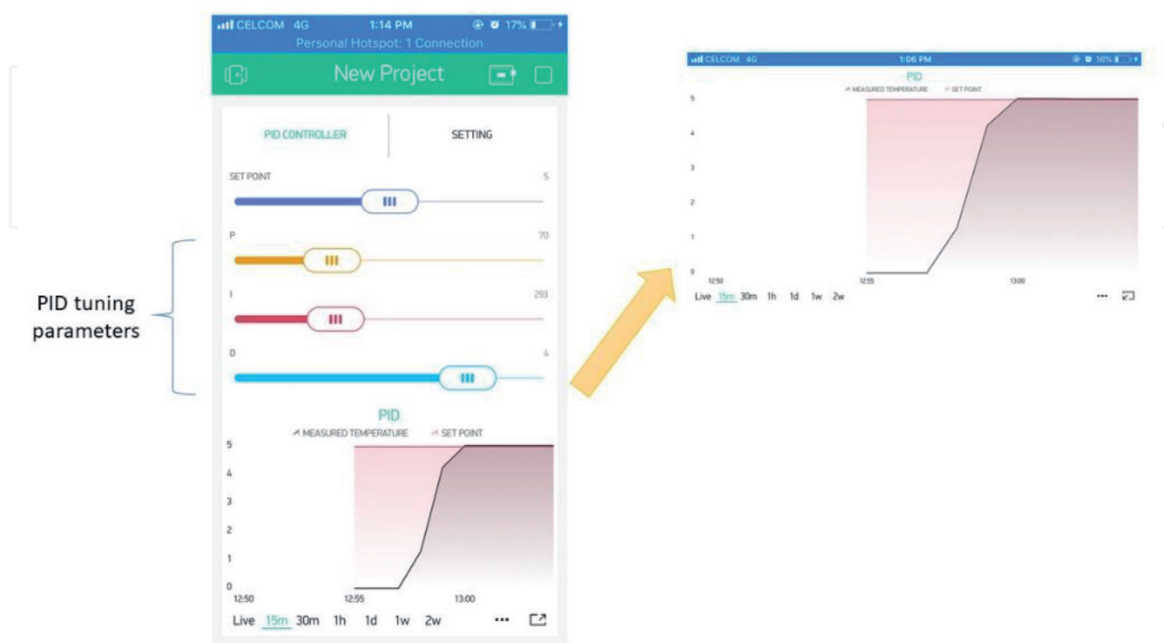 CELCOM 4G 1:14 PM 17%
Personal Hotspot: 1 Connection
New Project
PID CONTROLLER SETTING
SET POINT 5
P 70
I 293
D 4
PID tuning
parameters
PID
MEASURED TEMPERATURE SET POINT
5
4
3
2
1
0
12:50 12:55 13:00
Live 15m 30m 1h 1d 1w 2w ...
CELCOM 4G 1:06 PM 16%
PID
MEASURED TEMPERATURE SET POINT
5
4
3
2
1
0
12:50 12:55 13:00
Live 15m 30m 1h 1d 1w 2w ...